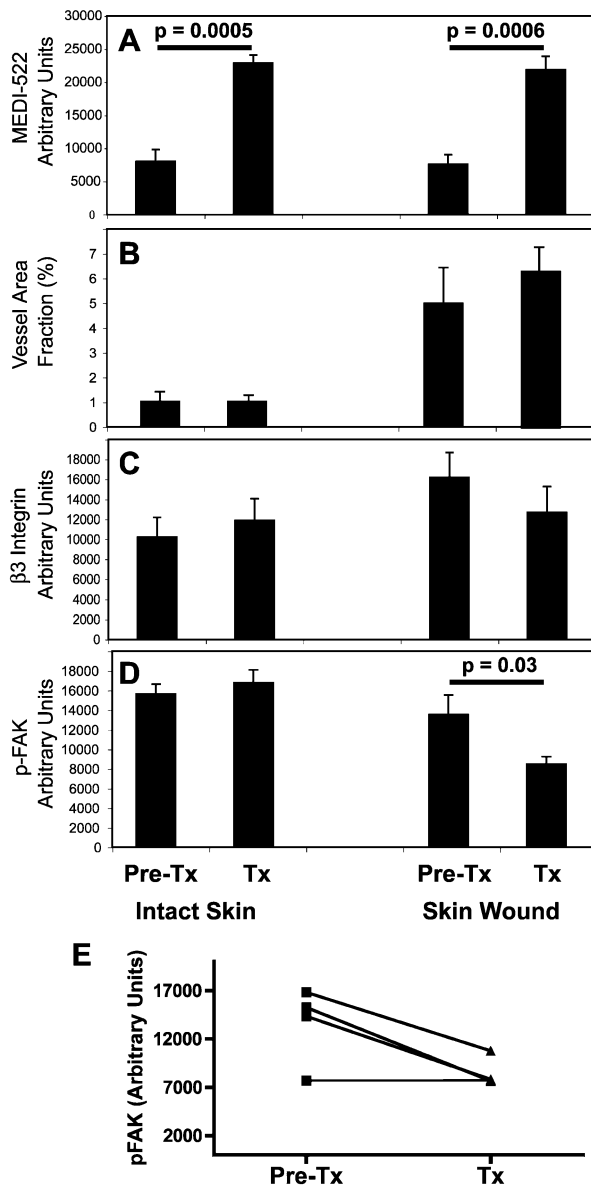 A
p = 0.0005
p = 0.0006
MEDI-522
Arbitrary Units
30000
25000
20000
15000
10000
5000
0
B
Vessel Area
Fraction (%)
7
6
5
4
3
2
1
0
C
β3 Integrin
Arbitrary Units
18000
16000
14000
12000
10000
8000
6000
4000
2000
0
D
p = 0.03
p-FAK
Arbitrary Units
18000
16000
14000
12000
10000
8000
6000
4000
2000
0
Pre-Tx Tx Pre-Tx Tx
Intact Skin Skin Wound
E
pFAK (Arbitrary Units)
17000
12000
7000
2000
Pre-Tx Tx